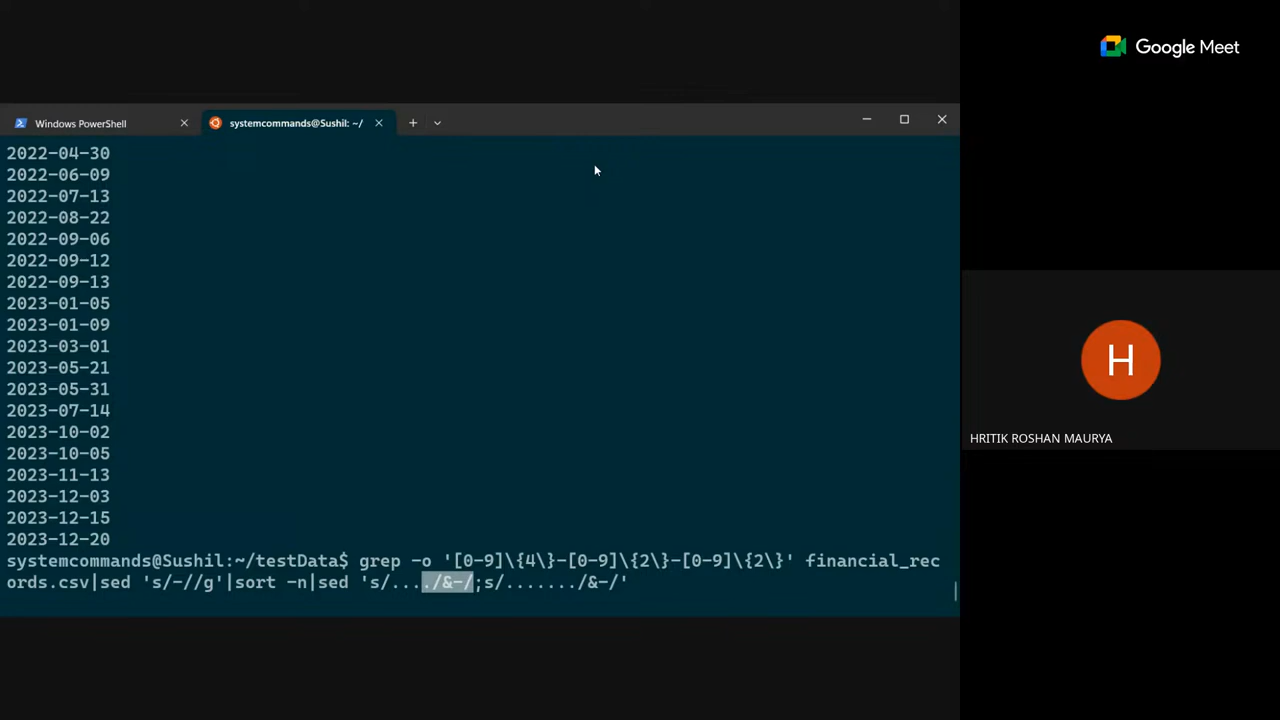 Google Meet
Windows PowerShell
systemcommands@Sushil: ~/
2022-04-30
2022-06-09
2022-07-13
2022-08-22
2022-09-06
2022-09-12
2022-09-13
2023-01-05
2023-01-09
2023-03-01
2023-05-21
2023-05-31
2023-07-14
2023-10-02
2023-10-05
2023-11-13
2023-12-03
2023-12-15
2023-12-20
systemcommands@Sushil:~/testData$ grep -o '[0-9]\{4\}-[0-9]\{2\}-[0-9]\{2\}' financial_rec
ords.csv|sed 's/-//g'|sort -n|sed 's/..../&-/;s/......./&-/'
H
HRITIK ROSHAN MAURYA